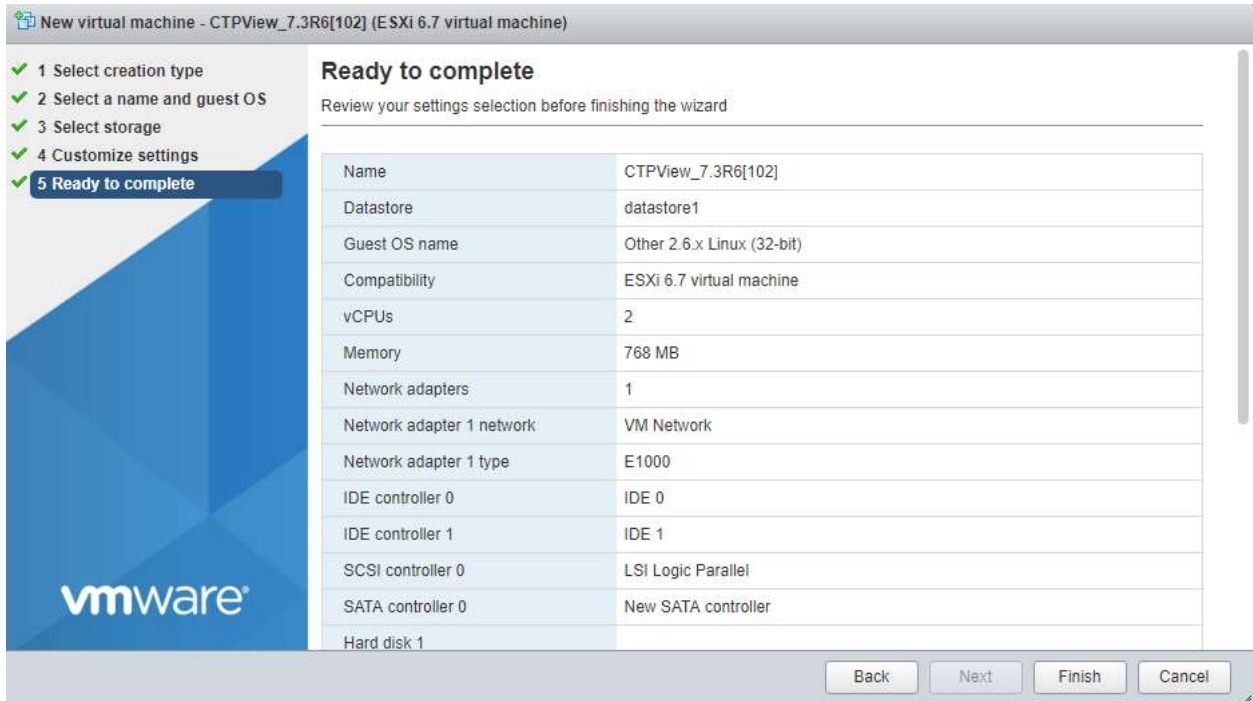 New virtual machine - CTPView_7.3R6[102] (ESXi 6.7 virtual machine)
1 Select creation type
2 Select a name and guest OS
3 Select storage
4 Customize settings
5 Ready to complete
vmware®
Ready to complete
Review your settings selection before finishing the wizard
Name CTPView_7.3R6[102]
Datastore datastore1
Guest OS name Other 2.6.x Linux (32-bit)
Compatibility ESXi 6.7 virtual machine
vCPUs 2
Memory 768 MB
Network adapters 1
Network adapter 1 network VM Network
Network adapter 1 type E1000
IDE controller 0 IDE 0
IDE controller 1 IDE 1
SCSI controller 0 LSI Logic Parallel
SATA controller 0 New SATA controller
Hard disk 1
Back Next Finish Cancel